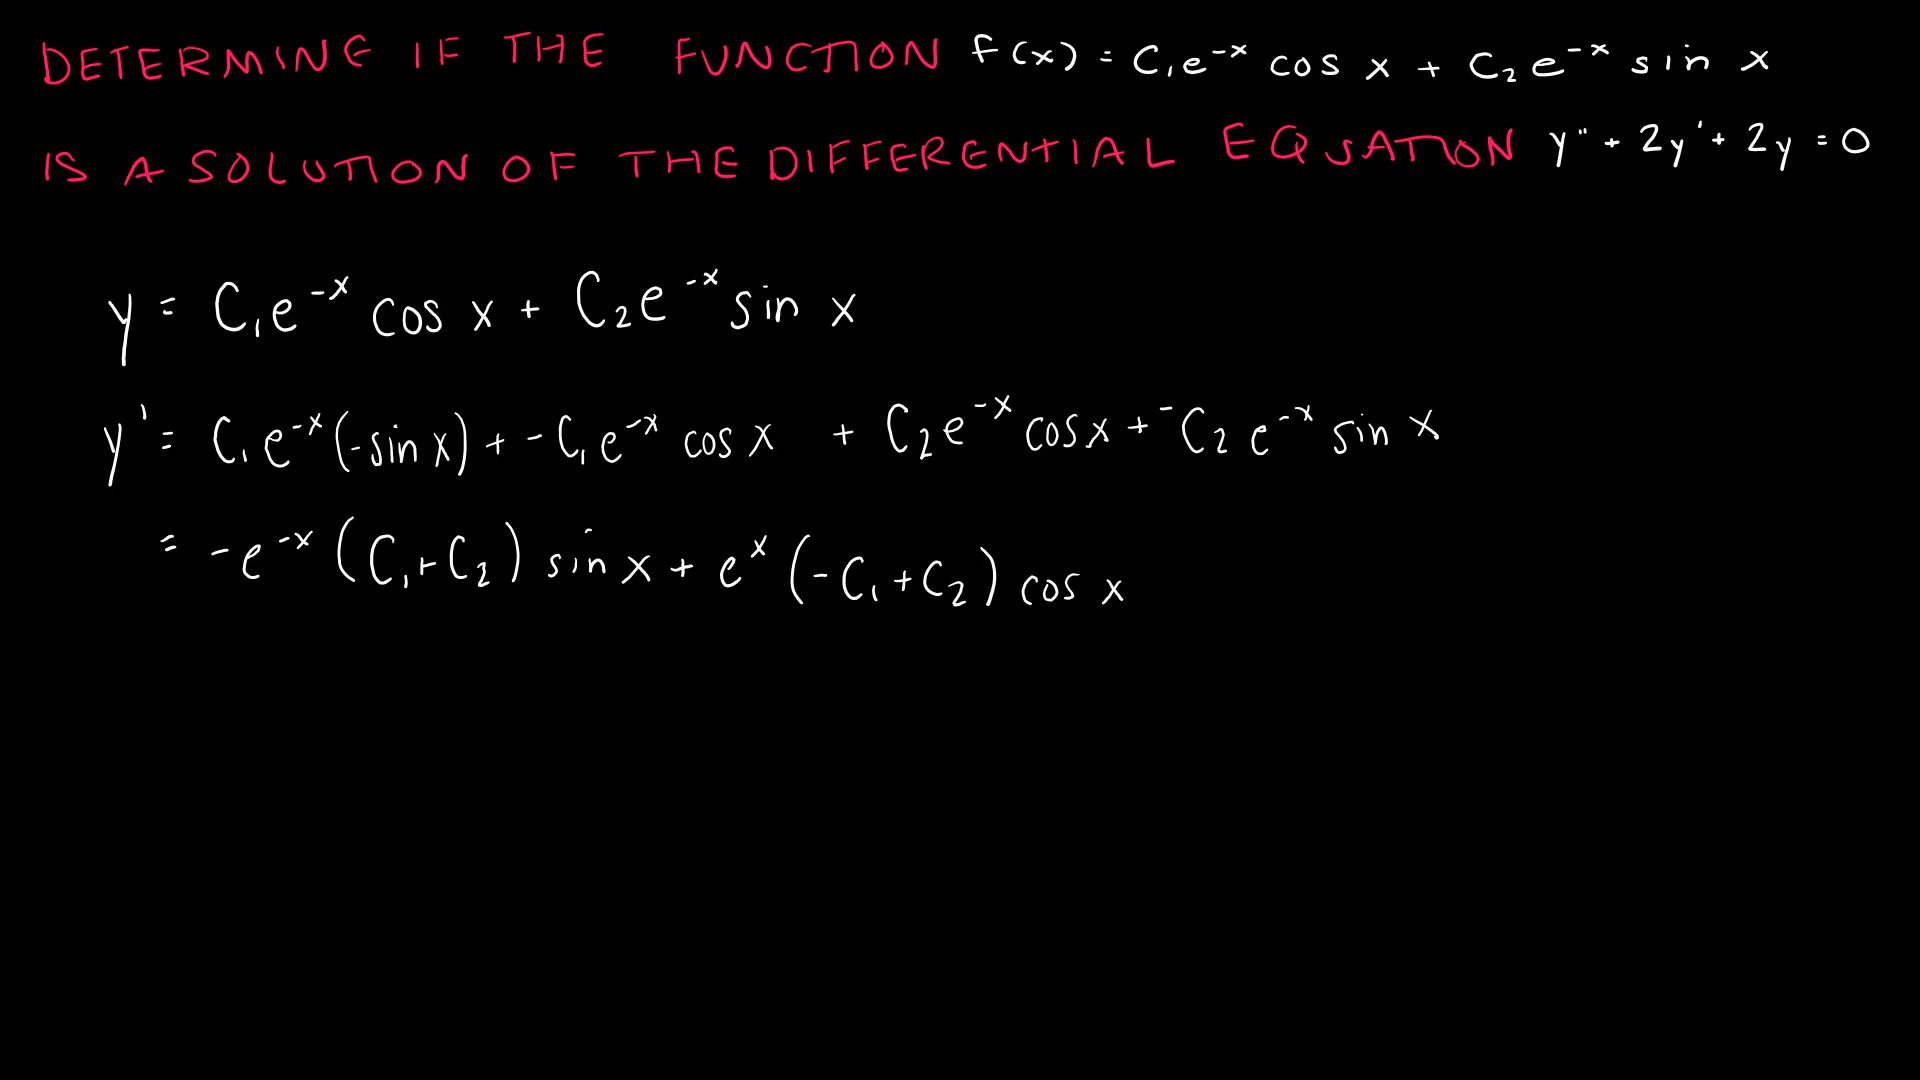 DETERMINE IF THE FUNCTION f(x) = C₁e⁻ˣ cos x + C₂e⁻ˣ sin x
IS A SOLUTION OF THE DIFFERENTIAL EQUATION y'' + 2y' + 2y = 0
y = C₁e⁻ˣ cos x + C₂e⁻ˣ sin x
y' = C₁e⁻ˣ(-sin x) + -C₁e⁻ˣ cos x + C₂e⁻ˣ cos x + ⁻C₂e⁻ˣ sin x
= -e⁻ˣ (C₁+C₂) sin x + eˣ (-C₁+C₂) cos x